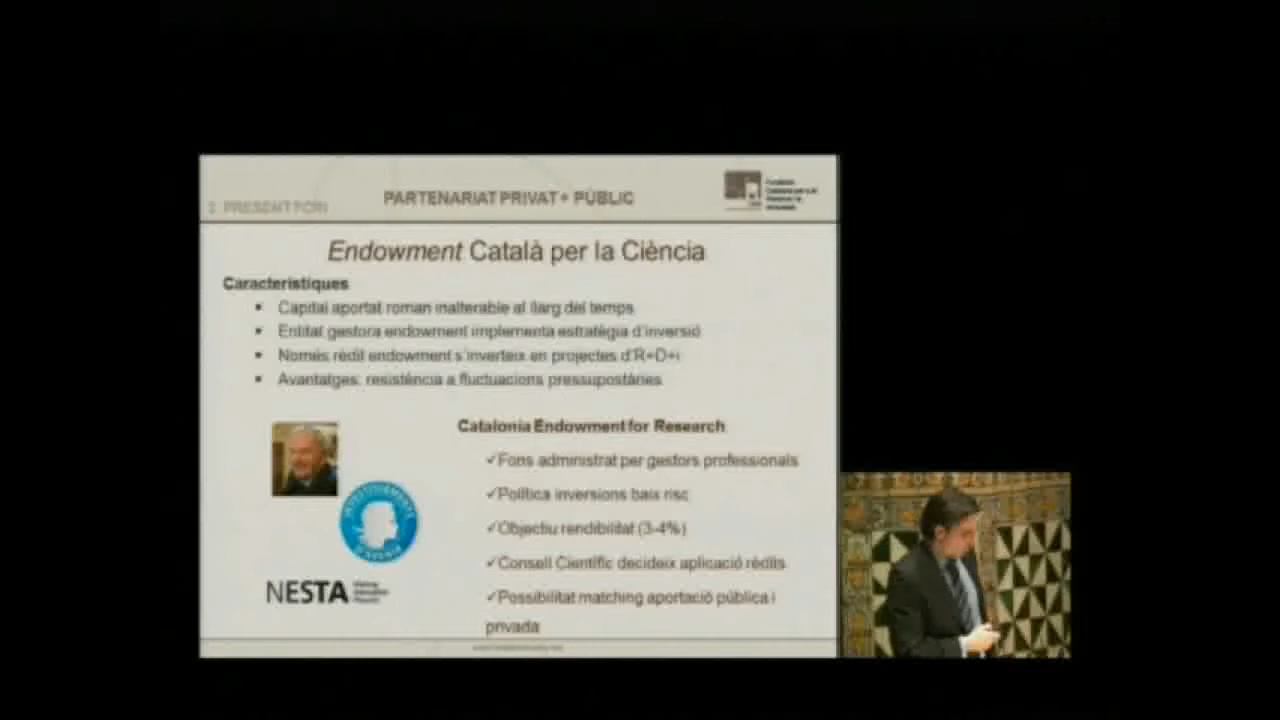 PARTENARIAT PRIVAT+ PÚBLIC
Endowment Català per la Ciència
Característiques
Capital aportat roman inalterable al llarg del temps
Entitat gestora endowment implementa estratègia d'inversió
Només rèdit endowment s'inverteix en projectes d'R+D+i
Avantatges: resistència a fluctuacions pressupostàries
Catalonia Endowment for Research
✓Fons administrat per gestors professionals
✓Política inversions baix risc
✓Objectiu rendibilitat (3-4%)
✓Consell Científic decideix aplicació rèdits
✓Possibilitat matching aportació pública i
privada
NESTA